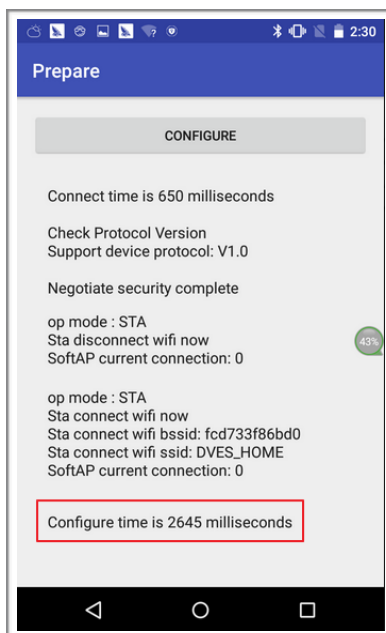 2:30
Prepare
CONFIGURE
Connect time is 650 milliseconds
Check Protocol Version
Support device protocol: V1.0
Negotiate security complete
op mode : STA
Sta disconnect wifi now
SoftAP current connection: 0
43%
op mode : STA
Sta connect wifi now
Sta connect wifi bssid: fcd733f86bd0
Sta connect wifi ssid: DVES_HOME
SoftAP current connection: 0
Configure time is 2645 milliseconds